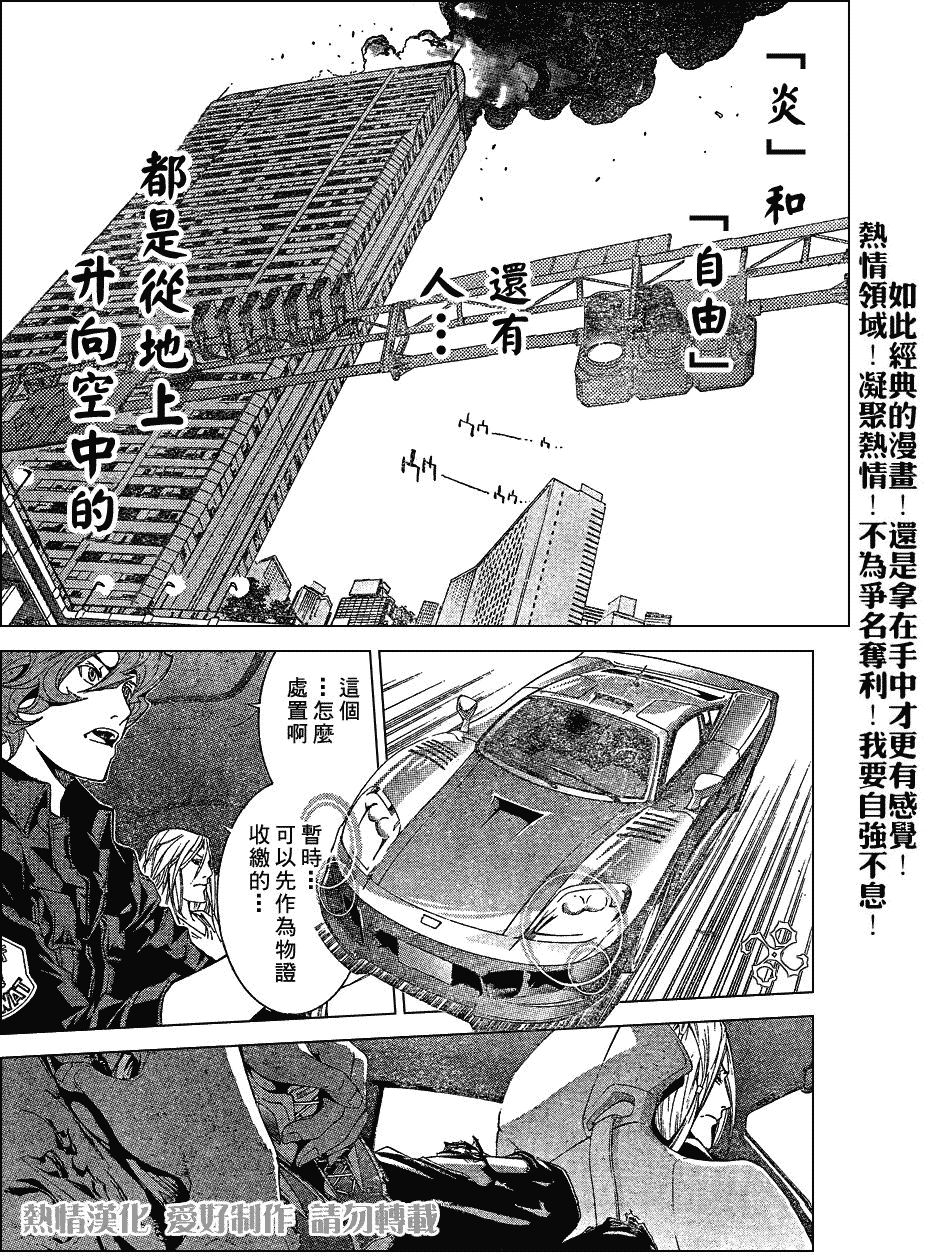 「炎」和
「自由」
還有
人…
都是從地上
升向空中的
如此經典的漫畫！還是拿在手中才更有感覺！
熱情領域！凝聚熱情！不為爭名奪利！我要自強不息！
這個
…怎麼
處置啊
暫時…
可以先作為物證
收繳的…
熱情漢化 愛好制作 請勿轉載